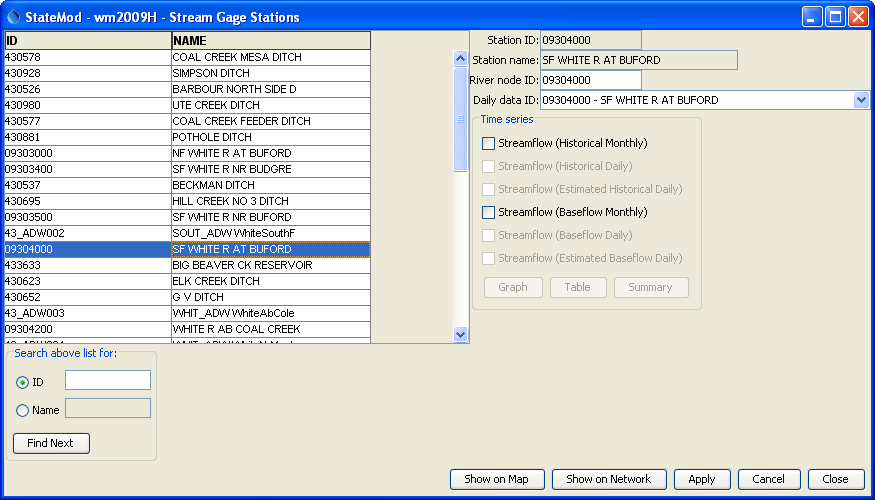 StateMod - wm2009H - Stream Gage Stations
ID NAME
430578 COAL CREEK MESA DITCH
430928 SIMPSON DITCH
430526 BARBOUR NORTH SIDE D
430980 UTE CREEK DITCH
430577 COAL CREEK FEEDER DITCH
430881 POTHOLE DITCH
09303000 NF WHITE R AT BUFORD
09303400 SF WHITE R NR BUDGRE
430537 BECKMAN DITCH
430695 HILL CREEK NO 3 DITCH
09303500 SF WHITE R NR BUFORD
43_ADW002 SOUT_ADW WhiteSouthF
09304000 SF WHITE R AT BUFORD
433633 BIG BEAVER CK RESERVOIR
430623 ELK CREEK DITCH
430652 G V DITCH
43_ADW003 WHIT_ADW WhiteAbCole
09304200 WHITE R AB COAL CREEK
Search above list for:
ID
Name
Find Next
Station ID: 09304000
Station name: SF WHITE R AT BUFORD
River node ID: 09304000
Daily data ID: 09304000 - SF WHITE R AT BUFORD
Time series
Streamflow (Historical Monthly)
Streamflow (Historical Daily)
Streamflow (Estimated Historical Daily)
Streamflow (Baseflow Monthly)
Streamflow (Baseflow Daily)
Streamflow (Estimated Baseflow Daily)
Graph Table Summary
Show on Map Show on Network Apply Cancel Close